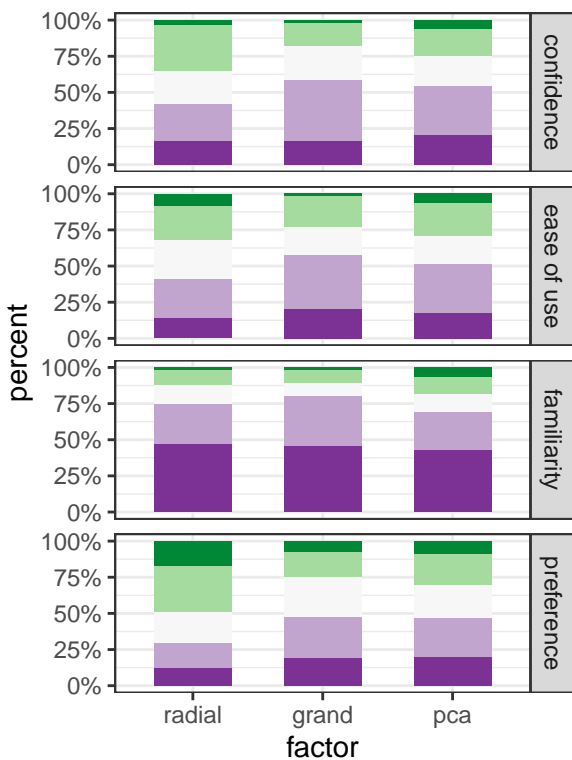 100%
75%
50%
25%
0%
confidence
100%
75%
50%
25%
0%
ease of use
100%
75%
50%
25%
0%
familiarity
100%
75%
50%
25%
0%
preference
percent
radial grand pca
factor